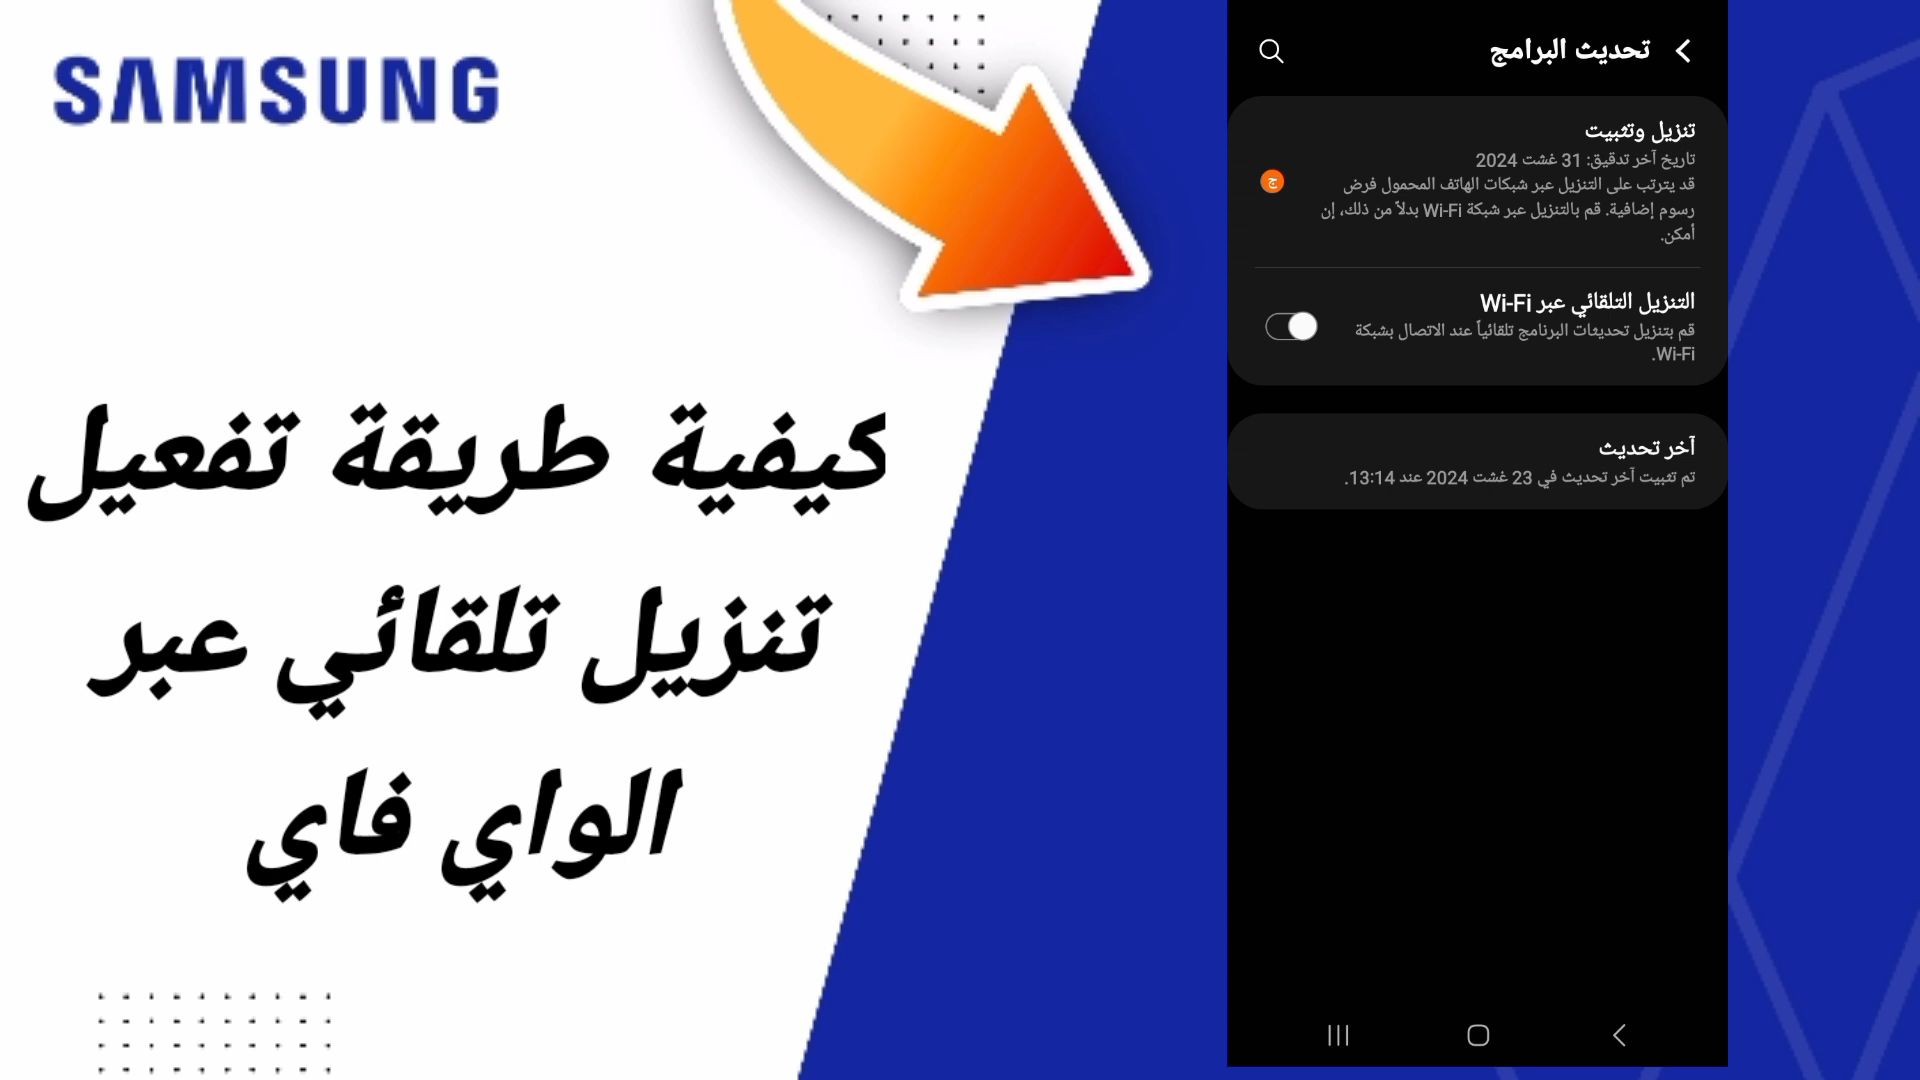 SAMSUNG
كيفية طريقة تفعيل
تنزيل تلقائي عبر
الواي فاي
تحديث البرامج
تنزيل وتثبيت
تاريخ آخر تدقيق: 31 غشت 2024
قد يترتب على التنزيل عبر شبكات الهاتف المحمول فرض
رسوم إضافية. قم بالتنزيل عبر شبكة Wi-Fi بدلاً من ذلك، إن
أمكن.
ج
التنزيل التلقائي عبر Wi-Fi
قم بتنزيل تحديثات البرنامج تلقائياً عند الاتصال بشبكة
Wi-Fi.
آخر تحديث
تم تثبيت آخر تحديث في 23 غشت 2024 عند 13:14.